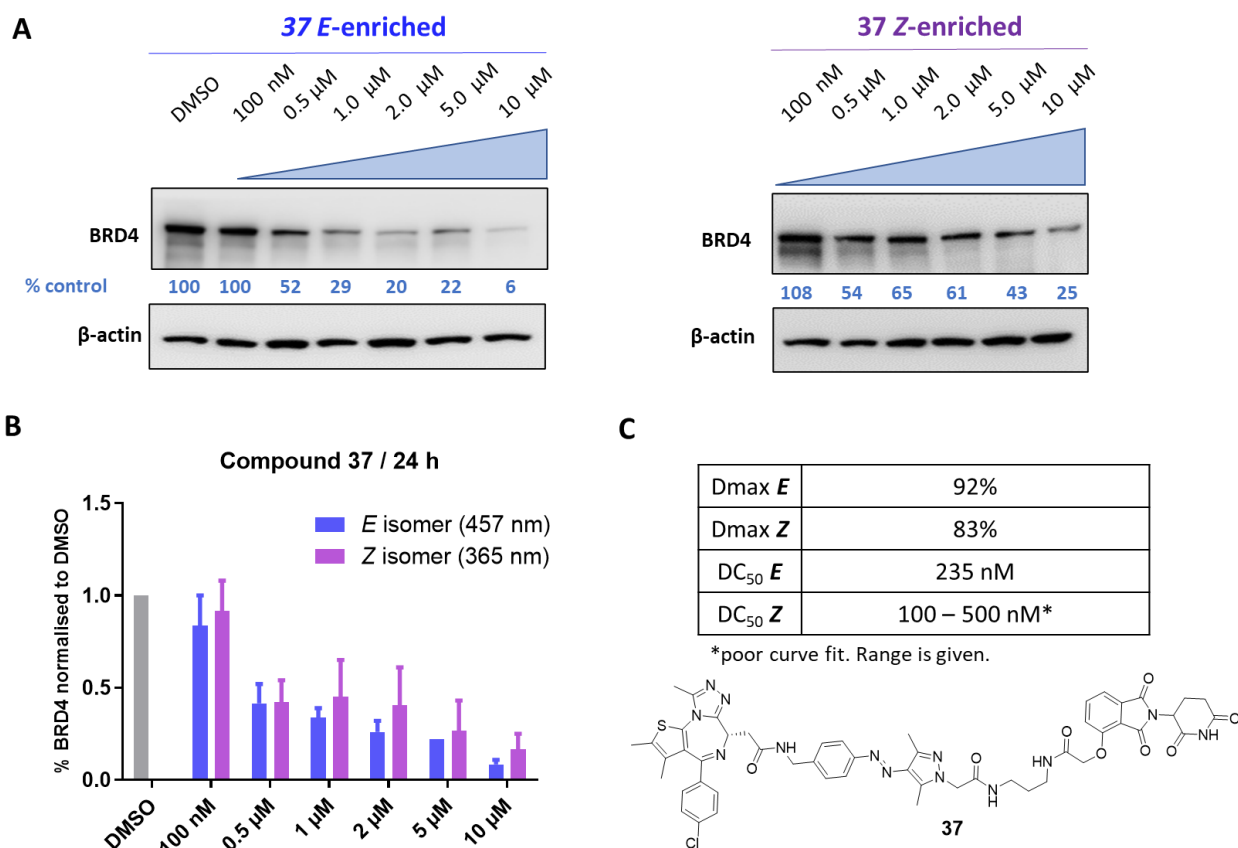 A
37 E-enriched
DMSO
100 nM
0.5 µM
1.0 µM
2.0 µM
5.0 µM
10 µM
BRD4
% control
100 100 52 29 20 22 6
β-actin
37 Z-enriched
100 nM
0.5 µM
1.0 µM
2.0 µM
5.0 µM
10 µM
BRD4
108 54 65 61 43 25
β-actin
B
Compound 37 / 24 h
% BRD4 normalised to DMSO
1.5
1.0
0.5
0.0
E isomer (457 nm)
Z isomer (365 nm)
DMSO
100 nM
0.5 µM
1 µM
2 µM
5 µM
10 µM
C
Dmax E 92%
Dmax Z 83%
DC50 E 235 nM
DC50 Z 100 – 500 nM*
*poor curve fit. Range is given.
N
N
N
S
N
O
NH
Cl
N
N
N
N
O
N
H
NH
O
O
O
N
O
O
NH
O
37